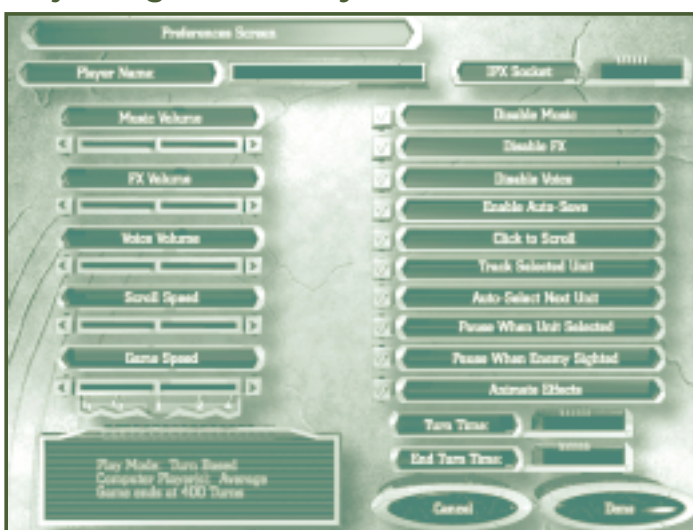 Preferences Screen
Player Name:
IPX Socket:
Music Volume
Disable Music
Disable FX
FX Volume
Disable Voice
Enable Auto-Save
Voice Volume
Click to Scroll
Track Selected Unit
Scroll Speed
Auto-Select Next Unit
Pause When Unit Selected
Game Speed
Pause When Enemy Sighted
Animate Effects
Turn Time:
End Turn Time:
Play Mode: Turn Based
Computer Player(s): Average
Game ends at 400 Turns
Cancel
Done